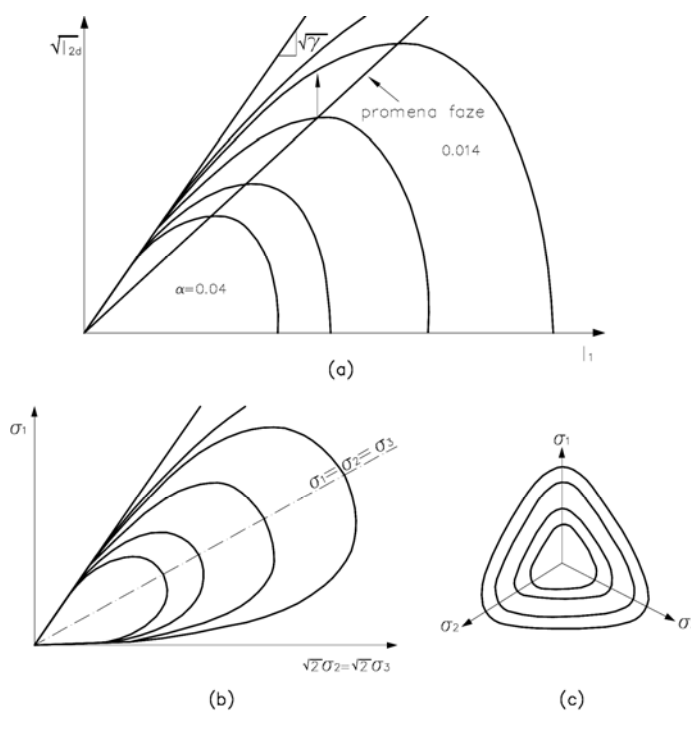 √I₂d
√γ
promena faze
0.014
α=0.04
I₁
(a)
σ₁
σ₁=σ₂=σ₃
√2σ₂=√2σ₃
(b)
σ₁
σ₂
σ
(c)